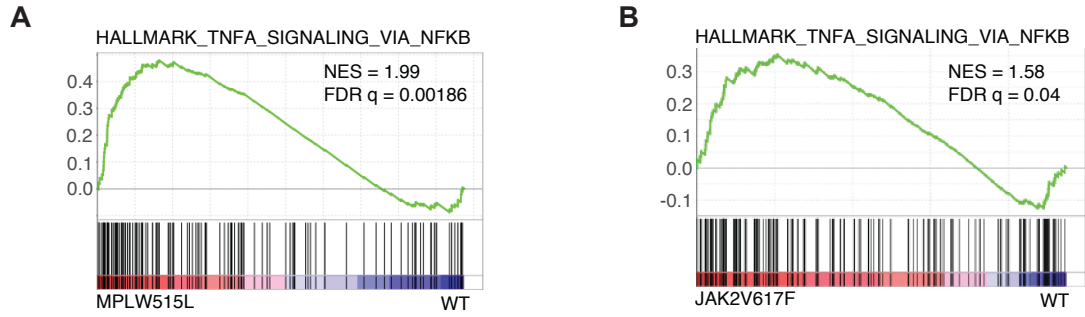 A
HALLMARK_TNFA_SIGNALING_VIA_NFKB
NES = 1.99
FDR q = 0.00186
0.4
0.3
0.2
0.1
0.0
MPLW515L WT
B
HALLMARK_TNFA_SIGNALING_VIA_NFKB
NES = 1.58
FDR q = 0.04
0.3
0.2
0.1
0.0
-0.1
JAK2V617F WT